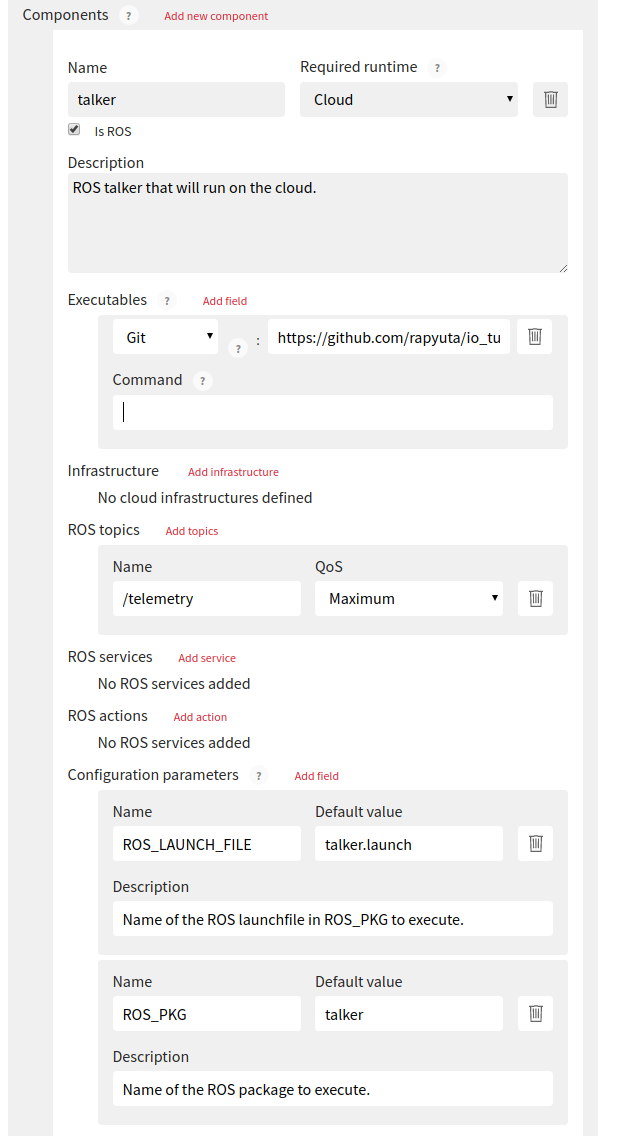 Components ? Add new component
Name Required runtime ?
talker Cloud
Is ROS
Description
ROS talker that will run on the cloud.
Executables ? Add field
Git ? : https://github.com/rapyuta/io_tu
Command ?
Infrastructure Add infrastructure
No cloud infrastructures defined
ROS topics Add topics
Name QoS
/telemetry Maximum
ROS services Add service
No ROS services added
ROS actions Add action
No ROS services added
Configuration parameters ? Add field
Name Default value
ROS_LAUNCH_FILE talker.launch
Description
Name of the ROS launchfile in ROS_PKG to execute.
Name Default value
ROS_PKG talker
Description
Name of the ROS package to execute.